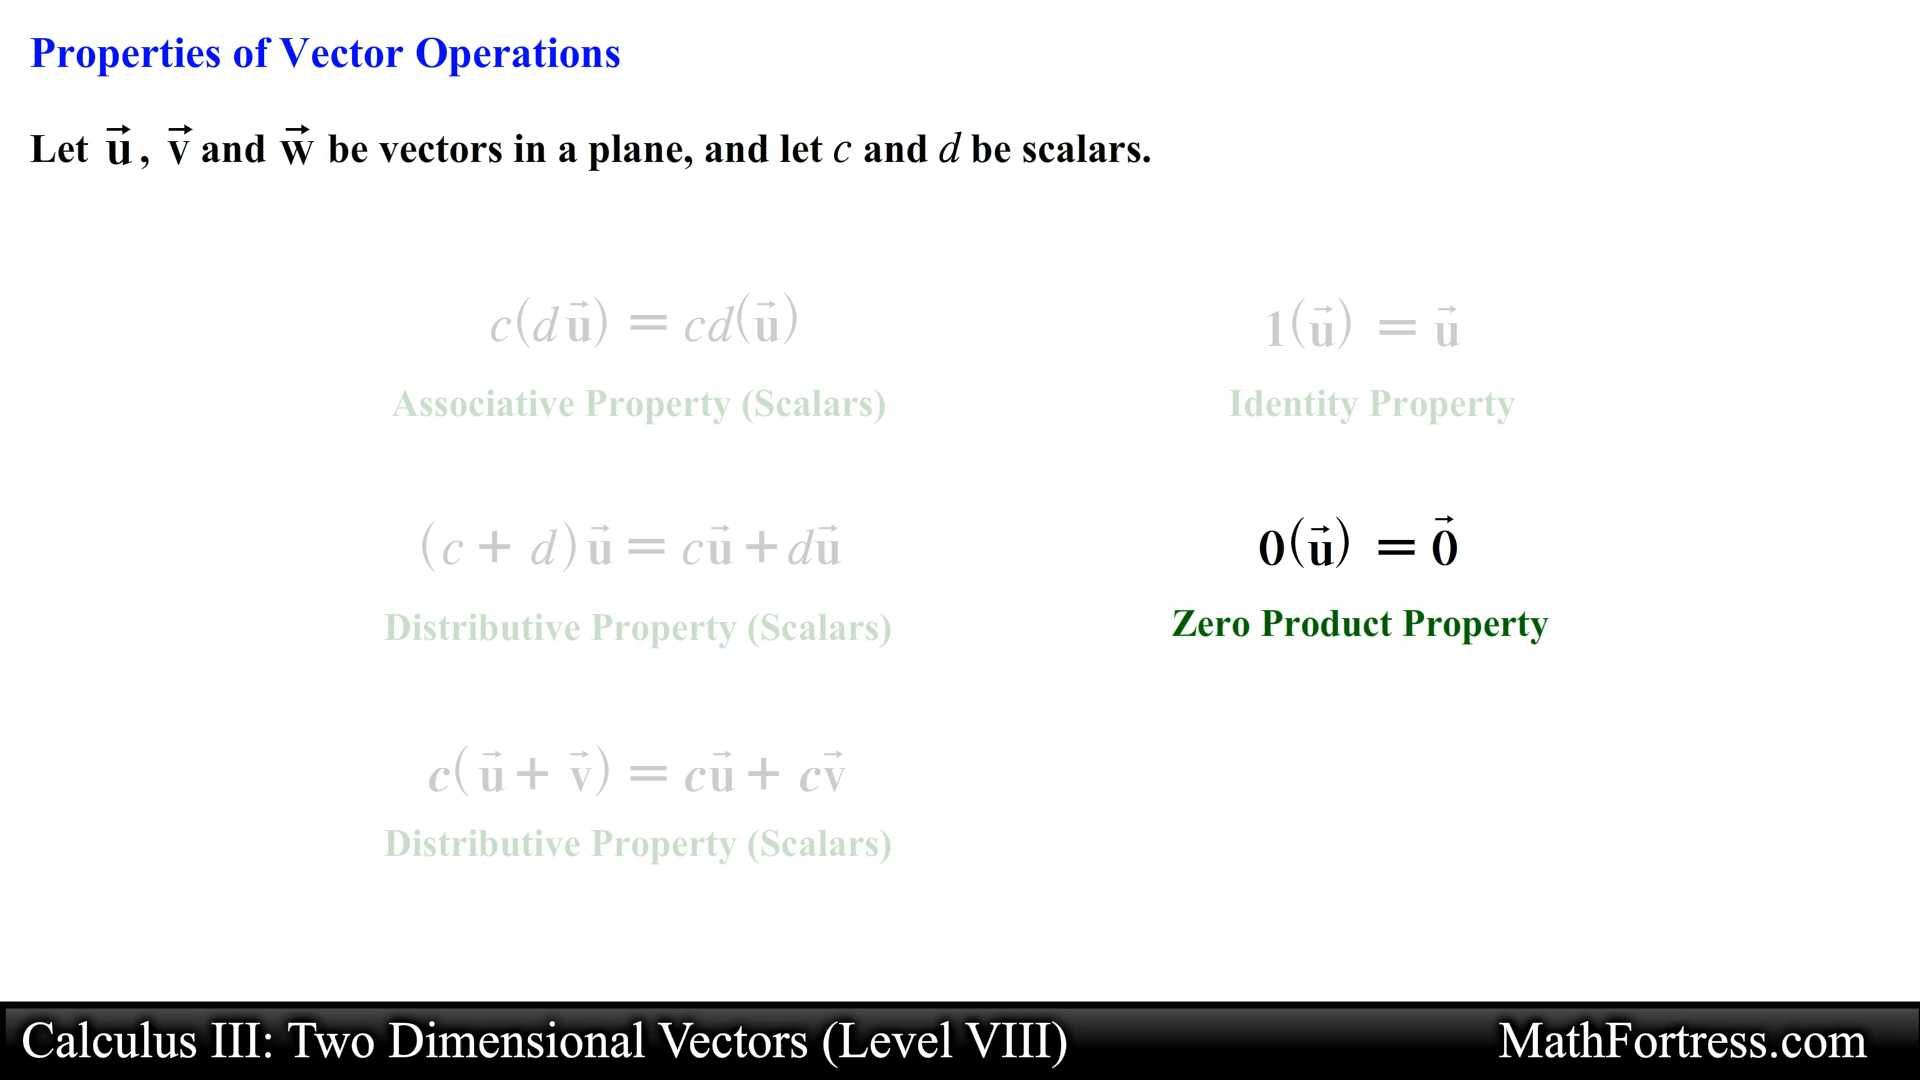 Properties of Vector Operations
Let u⃗, v⃗ and w⃗ be vectors in a plane, and let c and d be scalars.
c(du⃗) = cd(u⃗)
Associative Property (Scalars)
1(u⃗) = u⃗
Identity Property
(c + d)u⃗ = cu⃗ + du⃗
Distributive Property (Scalars)
0(u⃗) = 0⃗
Zero Product Property
c(u⃗ + v⃗) = cu⃗ + cv⃗
Distributive Property (Scalars)
Calculus III: Two Dimensional Vectors (Level VIII)
MathFortress.com